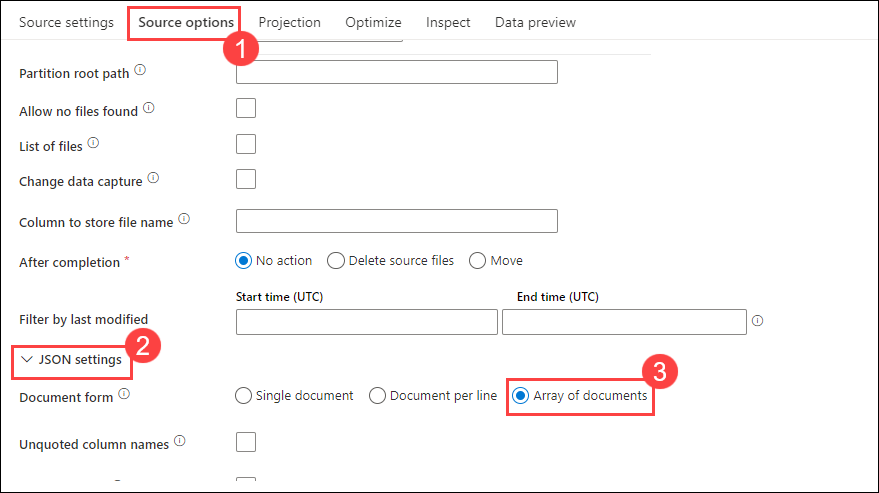 Source settings Source options Projection Optimize Inspect Data preview
1
Partition root path
Allow no files found
List of files
Change data capture
Column to store file name
After completion * No action Delete source files Move
Start time (UTC) End time (UTC)
Filter by last modified
2
JSON settings
3
Document form Single document Document per line Array of documents
Unquoted column names